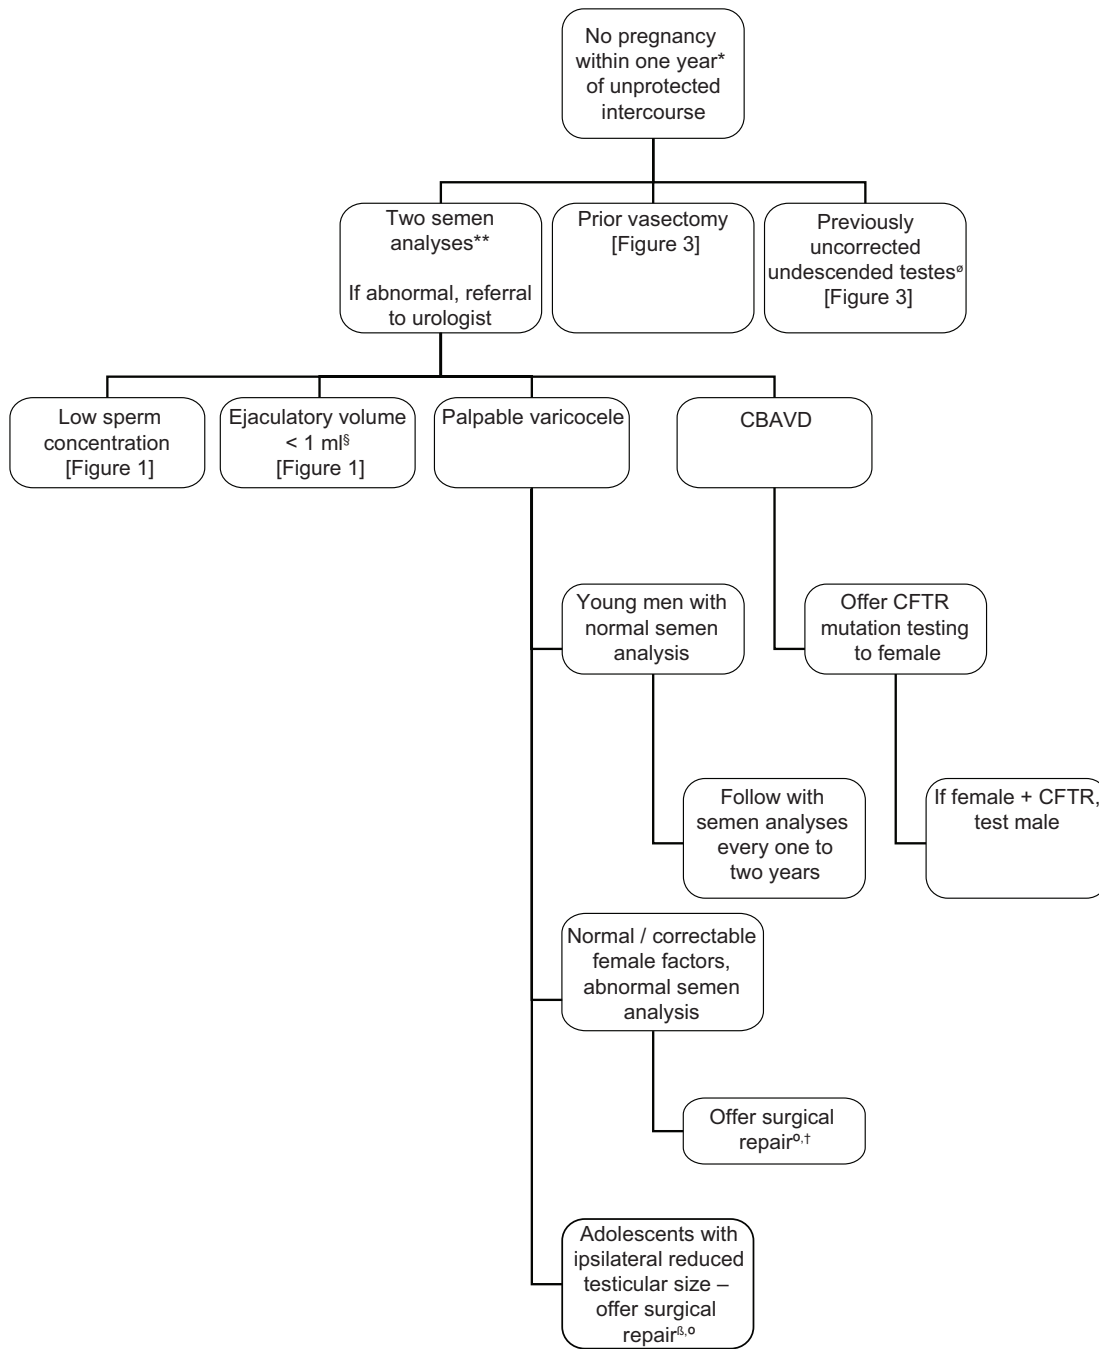 No pregnancy
within one year*
of unprotected
intercourse
Two semen
analyses**
If abnormal, referral
to urologist
Prior vasectomy
[Figure 3]
Previously
uncorrected
undescended testesᶲ
[Figure 3]
Low sperm
concentration
[Figure 1]
Ejaculatory volume
< 1 ml§
[Figure 1]
Palpable varicocele
CBAVD
Young men with
normal semen
analysis
Offer CFTR
mutation testing
to female
Follow with
semen analyses
every one to
two years
If female + CFTR,
test male
Normal / correctable
female factors,
abnormal semen
analysis
Offer surgical
repairº,†
Adolescents with
ipsilateral reduced
testicular size –
offer surgical
repairß,º